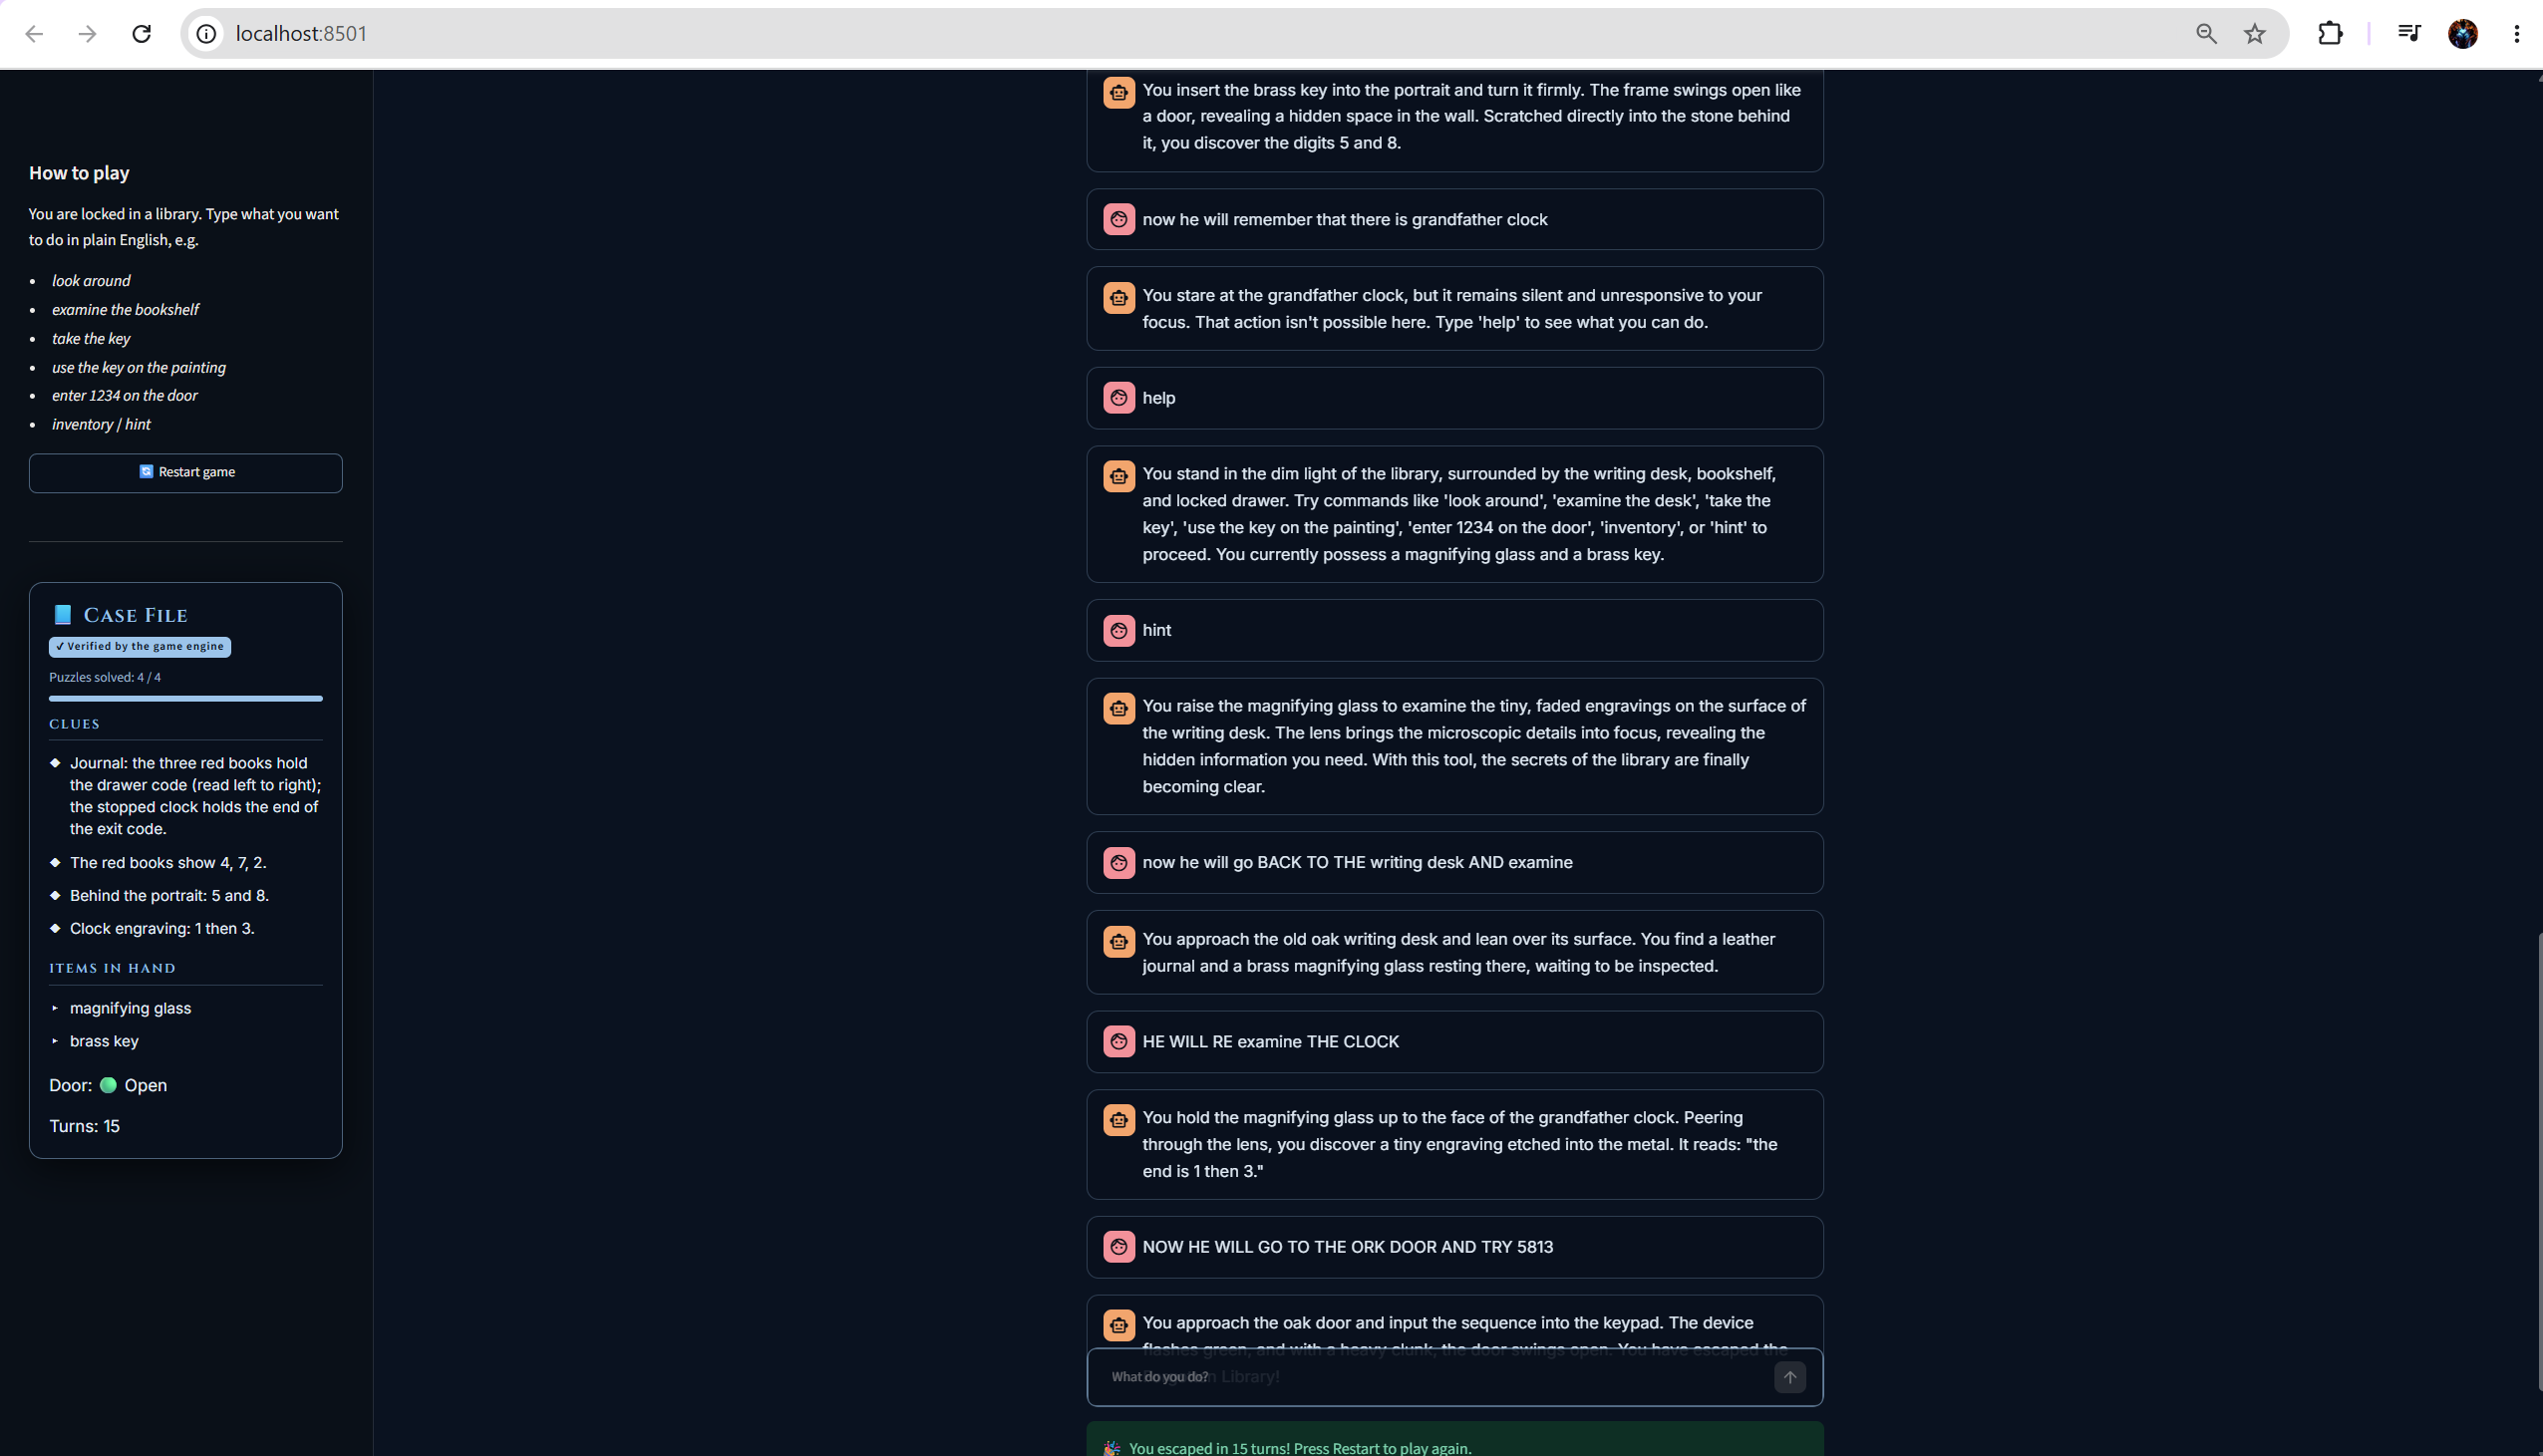 localhost:8501
How to play
You are locked in a library. Type what you want
to do in plain English, e.g.
look around
examine the bookshelf
take the key
use the key on the painting
enter 1234 on the door
inventory / hint
Restart game
Case File
✓ Verified by the game engine
Puzzles solved: 4 / 4
CLUES
Journal: the three red books hold
the drawer code (read left to right);
the stopped clock holds the end of
the exit code.
The red books show 4, 7, 2.
Behind the portrait: 5 and 8.
Clock engraving: 1 then 3.
ITEMS IN HAND
magnifying glass
brass key
Door: Open
Turns: 15
You insert the brass key into the portrait and turn it firmly. The frame swings open like
a door, revealing a hidden space in the wall. Scratched directly into the stone behind
it, you discover the digits 5 and 8.
now he will remember that there is grandfather clock
You stare at the grandfather clock, but it remains silent and unresponsive to your
focus. That action isn't possible here. Type 'help' to see what you can do.
help
You stand in the dim light of the library, surrounded by the writing desk, bookshelf,
and locked drawer. Try commands like 'look around', 'examine the desk', 'take the
key', 'use the key on the painting', 'enter 1234 on the door', 'inventory', or 'hint' to
proceed. You currently possess a magnifying glass and a brass key.
hint
You raise the magnifying glass to examine the tiny, faded engravings on the surface of
the writing desk. The lens brings the microscopic details into focus, revealing the
hidden information you need. With this tool, the secrets of the library are finally
becoming clear.
now he will go BACK TO THE writing desk AND examine
You approach the old oak writing desk and lean over its surface. You find a leather
journal and a brass magnifying glass resting there, waiting to be inspected.
HE WILL RE examine THE CLOCK
You hold the magnifying glass up to the face of the grandfather clock. Peering
through the lens, you discover a tiny engraving etched into the metal. It reads: "the
end is 1 then 3."
NOW HE WILL GO TO THE ORK DOOR AND TRY 5813
You approach the oak door and input the sequence into the keypad. The device
flashes green, and with a heavy clunk, the door swings open. You have escaped the
Library!
What do you do?
You escaped in 15 turns! Press Restart to play again.